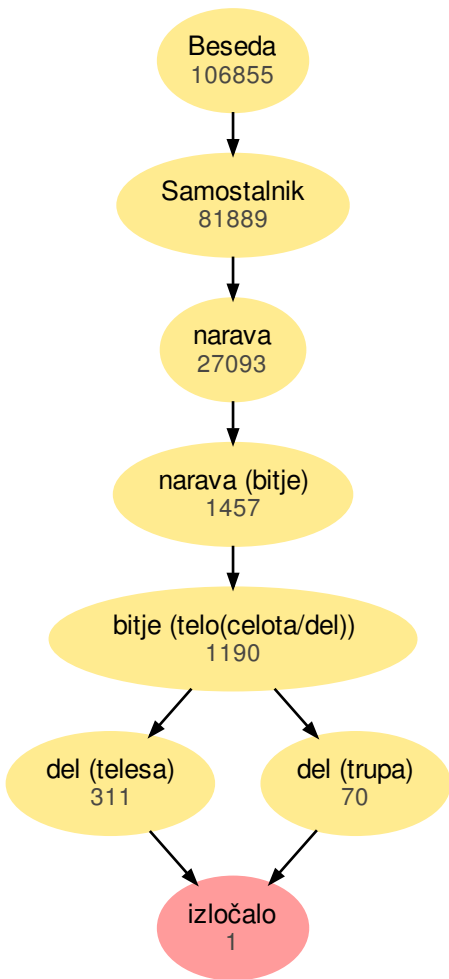 Beseda
106855
Samostalnik
81889
narava
27093
narava (bitje)
1457
bitje (telo(celota/del))
1190
del (telesa)
311
del (trupa)
70
izločalo
1